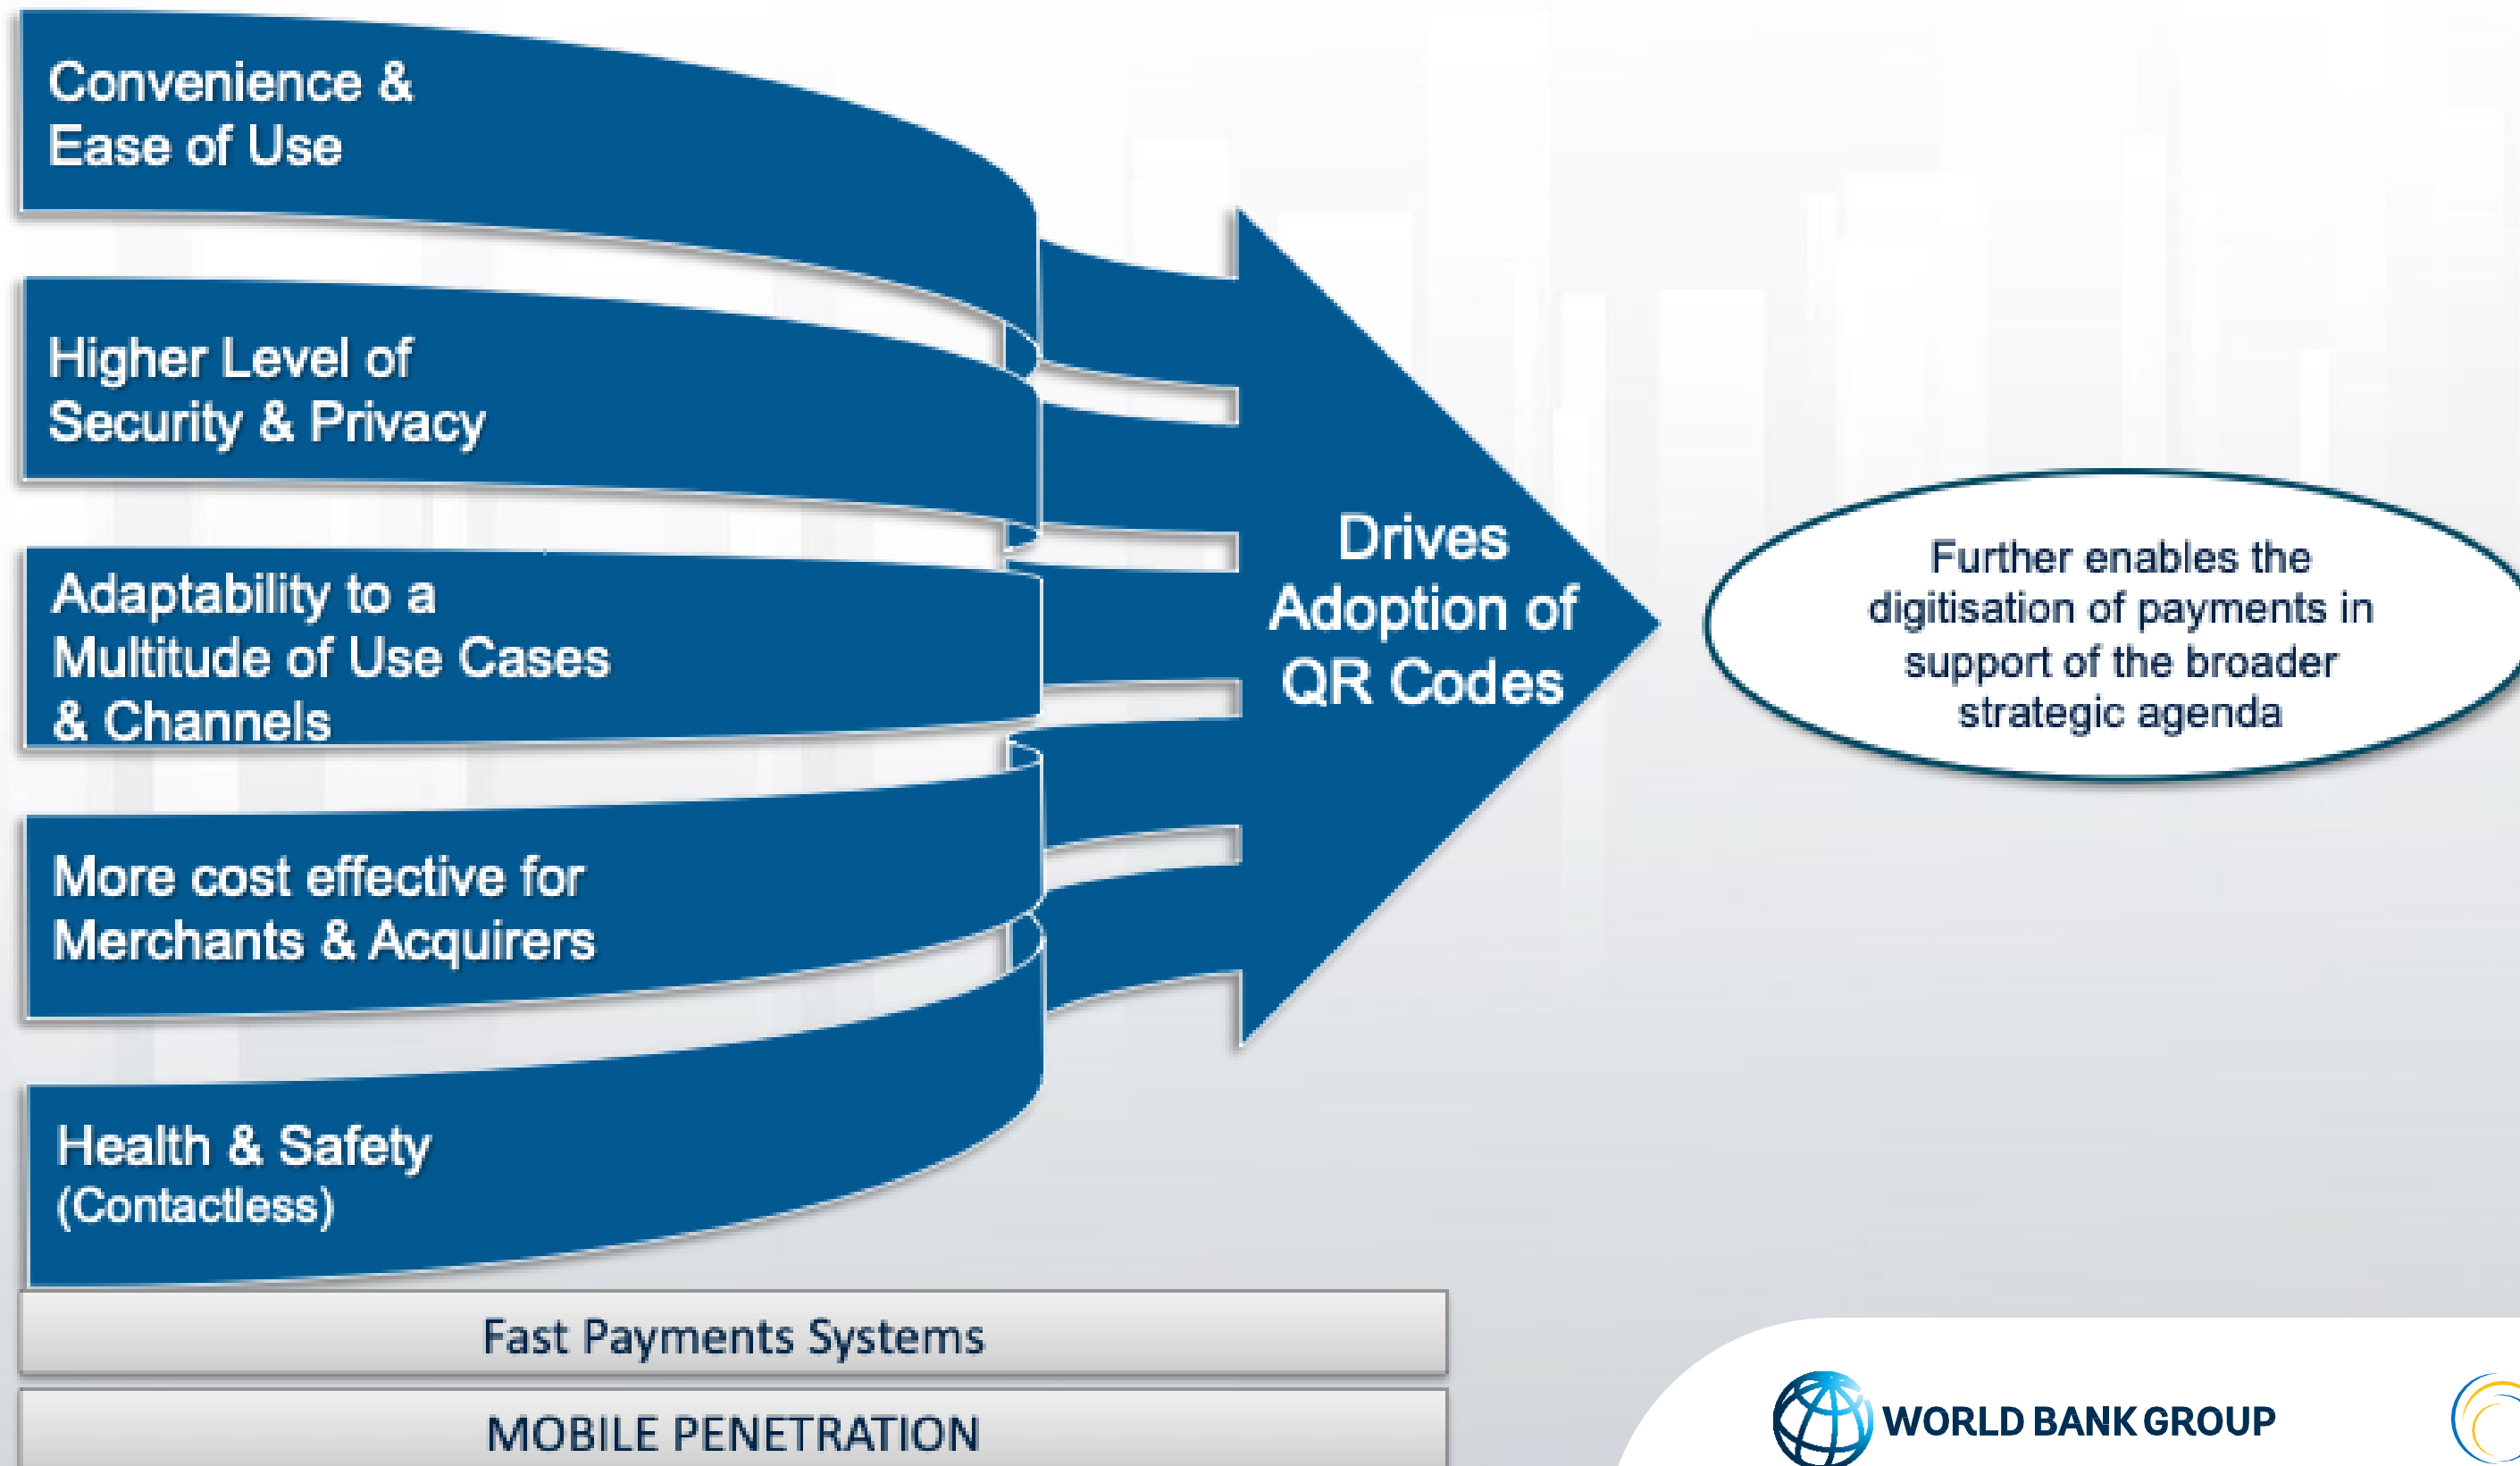 Convenience &
Ease of Use
Higher Level of
Security & Privacy
Adaptability to a
Multitude of Use Cases
& Channels
More cost effective for
Merchants & Acquirers
Health & Safety
(Contactless)
Drives
Adoption of
QR Codes
Further enables the
digitisation of payments in
support of the broader
strategic agenda
Fast Payments Systems
MOBILE PENETRATION
WORLD BANK GROUP